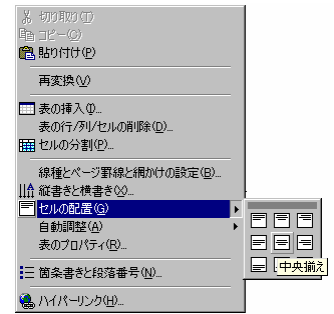 切り取り(T)
コピー(C)
貼り付け(P)
再変換(V)
表の挿入(I)...
表の行/列/セルの削除(D)...
セルの分割(P)...
線種とページ罫線と網かけの設定(B)...
縦書きと横書き(X)...
セルの配置(G)
自動調整(A)
表のプロパティ(R)...
中央揃え
箇条書きと段落番号(N)...
ハイパーリンク(H)...